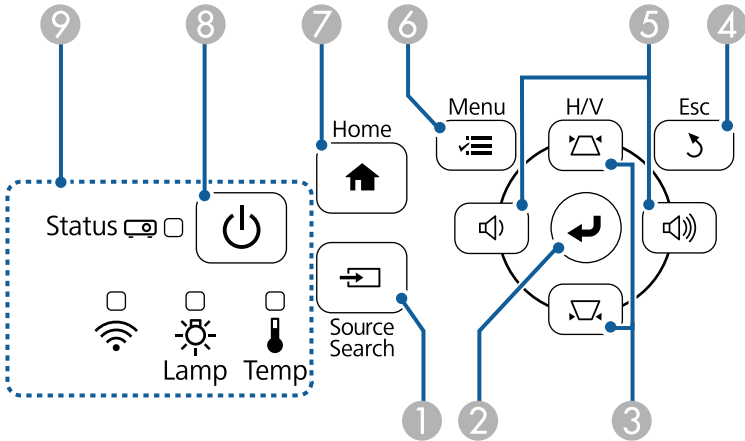 9 8 7 6 5 4
Menu H/V Esc
Home
Status
Source
Search
Lamp Temp
1 2 3